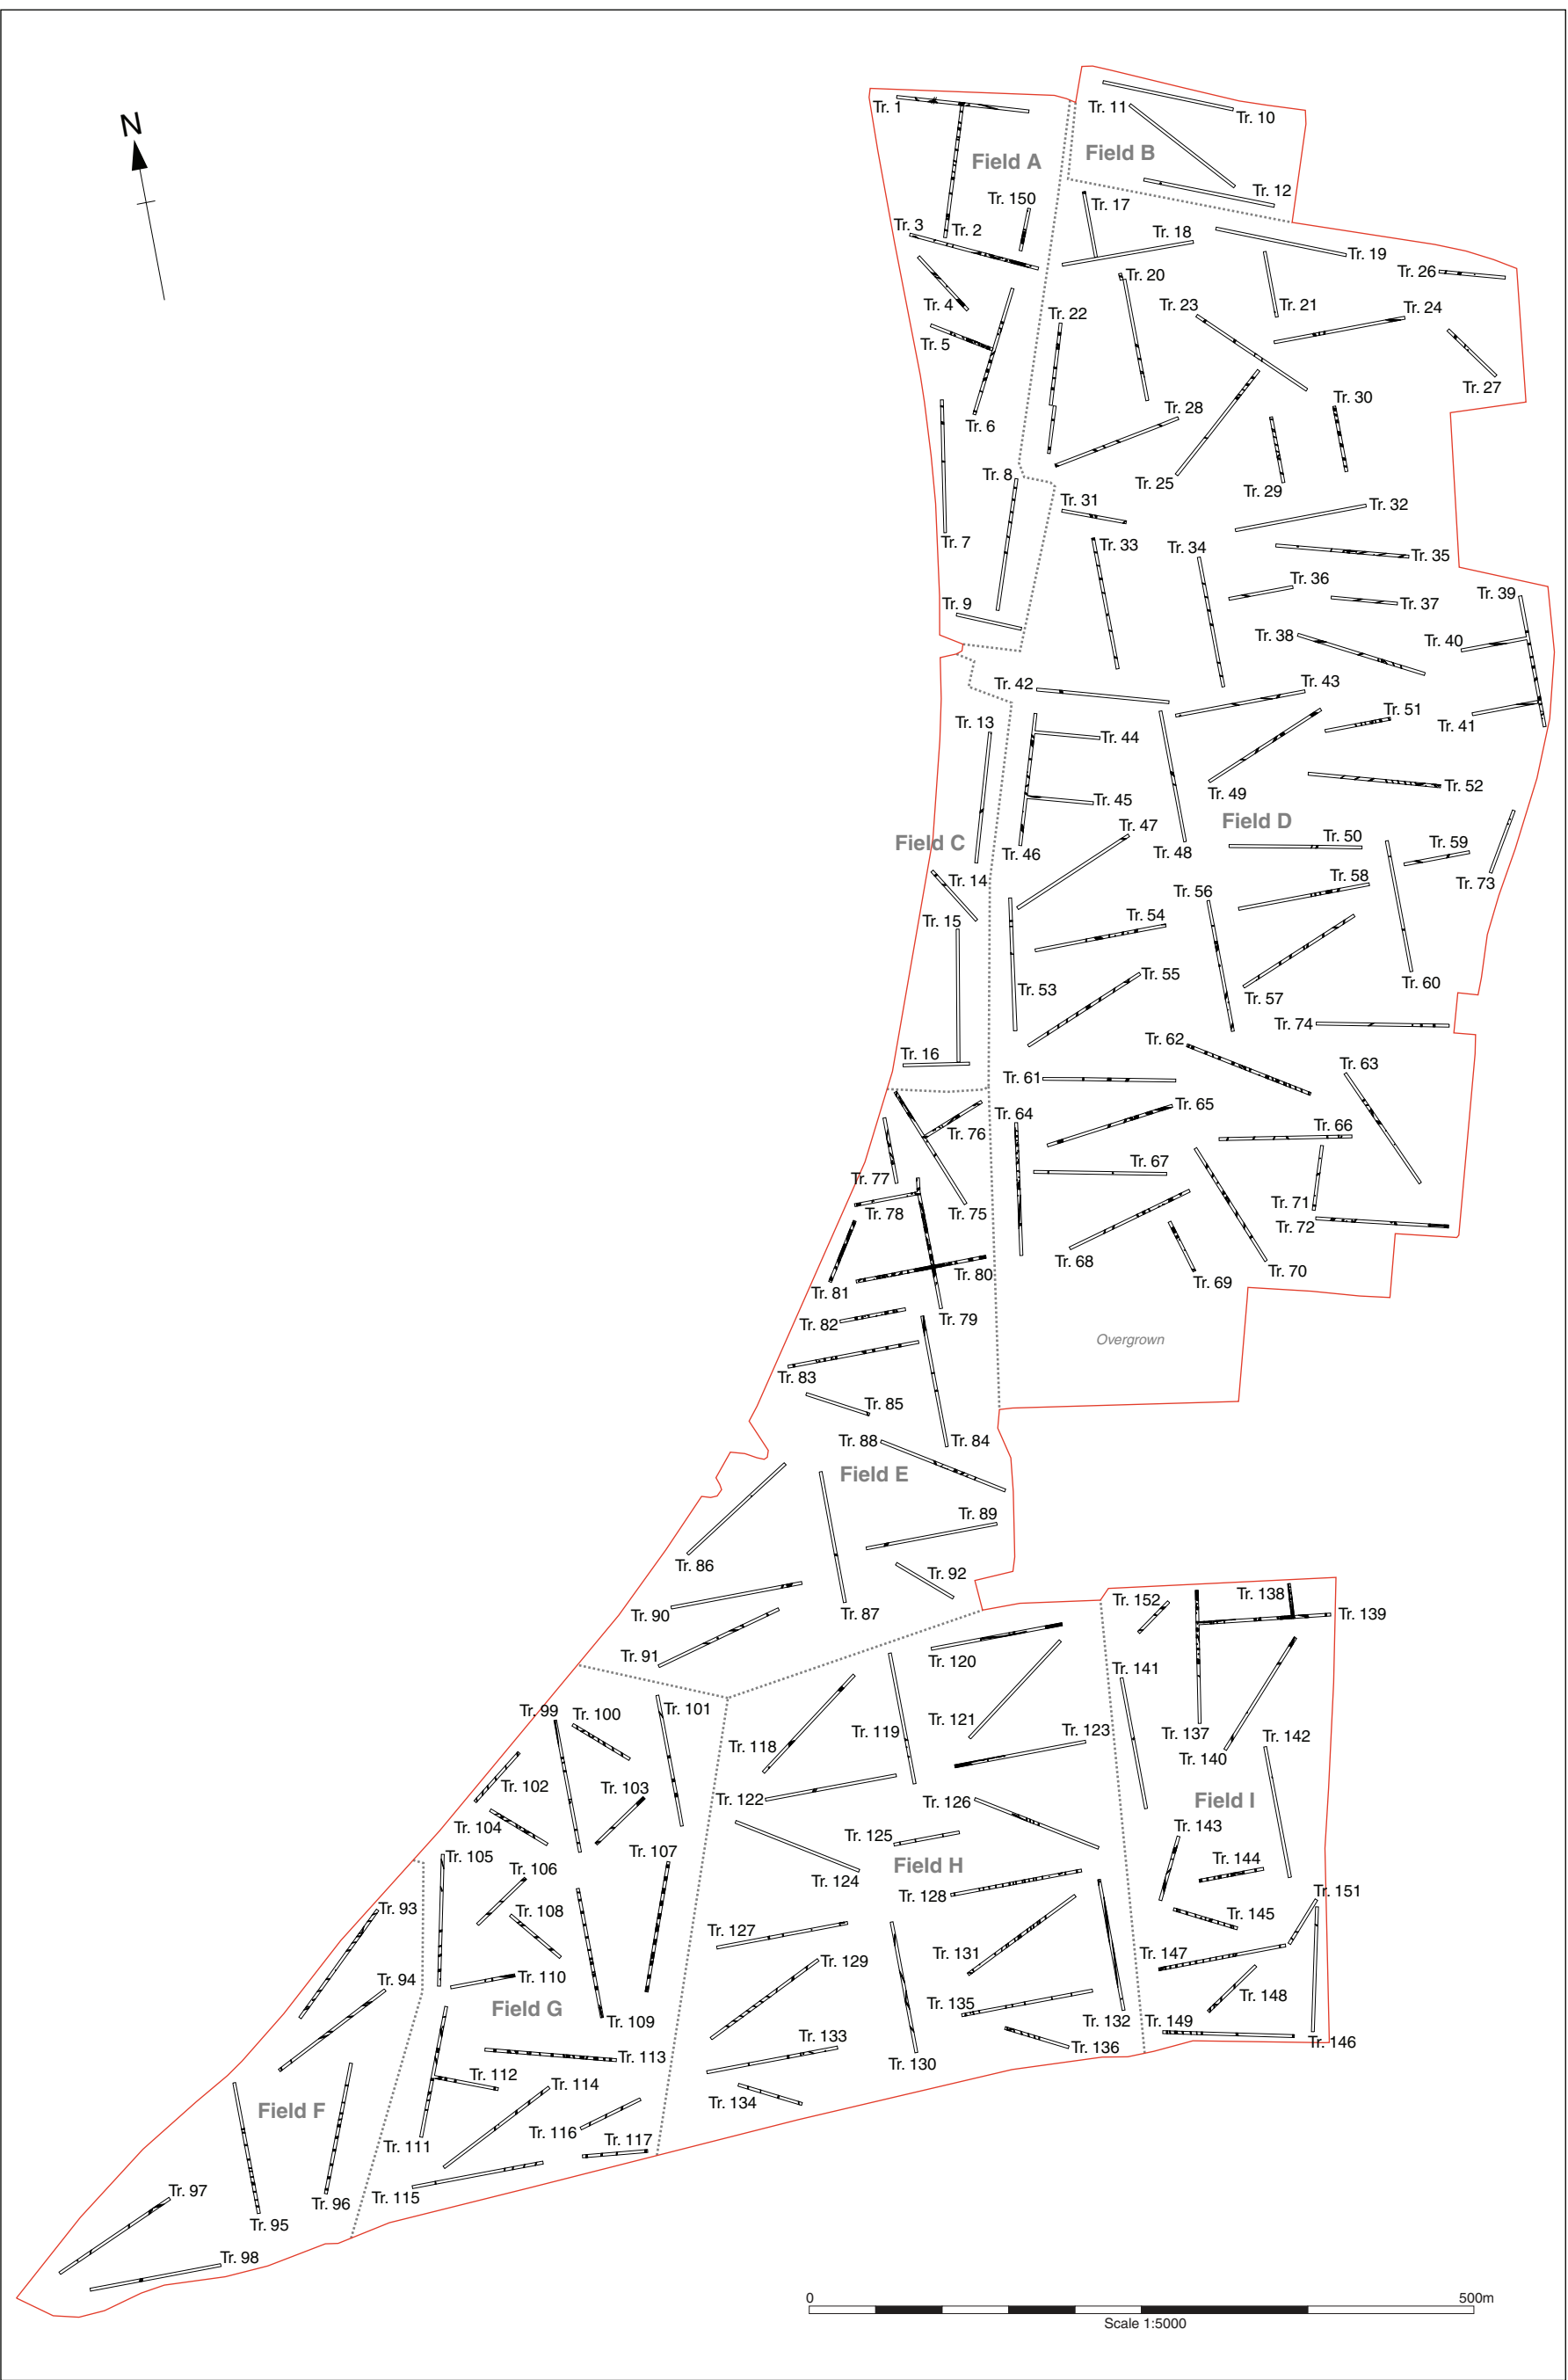 N
Tr. 1
Tr. 11
Tr. 10
Field A
Field B
Tr. 150
Tr. 12
Tr. 17
Tr. 3
Tr. 2
Tr. 18
Tr. 19
Tr. 26
Tr. 20
Tr. 4
Tr. 22
Tr. 23
Tr. 21
Tr. 24
Tr. 5
Tr. 27
Tr. 6
Tr. 28
Tr. 30
Tr. 8
Tr. 25
Tr. 29
Tr. 31
Tr. 32
Tr. 7
Tr. 33
Tr. 34
Tr. 35
Tr. 36
Tr. 9
Tr. 37
Tr. 39
Tr. 38
Tr. 40
Tr. 42
Tr. 43
Tr. 13
Tr. 51
Tr. 41
Tr. 44
Tr. 49
Tr. 52
Tr. 45
Field D
Tr. 47
Tr. 50
Field C
Tr. 46
Tr. 48
Tr. 59
Tr. 14
Tr. 58
Tr. 73
Tr. 56
Tr. 15
Tr. 54
Tr. 55
Tr. 60
Tr. 53
Tr. 57
Tr. 74
Tr. 62
Tr. 16
Tr. 63
Tr. 61
Tr. 65
Tr. 64
Tr. 76
Tr. 66
Tr. 67
Tr. 77
Tr. 71
Tr. 78
Tr. 75
Tr. 72
Tr. 68
Tr. 70
Tr. 80
Tr. 69
Tr. 81
Tr. 82
Tr. 79
Overgrown
Tr. 83
Tr. 85
Tr. 88
Tr. 84
Field E
Tr. 89
Tr. 86
Tr. 92
Tr. 138
Tr. 152
Tr. 90
Tr. 87
Tr. 139
Tr. 91
Tr. 120
Tr. 141
Tr. 99
Tr. 100
Tr. 101
Tr. 121
Tr. 119
Tr. 123
Tr. 137
Tr. 142
Tr. 118
Tr. 140
Tr. 102
Tr. 103
Tr. 122
Tr. 126
Field I
Tr. 104
Tr. 143
Tr. 125
Tr. 107
Tr. 105
Field H
Tr. 144
Tr. 106
Tr. 124
Tr. 128
Tr. 151
Tr. 93
Tr. 108
Tr. 145
Tr. 127
Tr. 131
Tr. 147
Tr. 129
Tr. 94
Tr. 110
Tr. 148
Field G
Tr. 135
Tr. 109
Tr. 132
Tr. 149
Tr. 133
Tr. 136
Tr. 146
Tr. 113
Tr. 130
Tr. 112
Tr. 114
Tr. 134
Field F
Tr. 116
Tr. 111
Tr. 117
Tr. 97
Tr. 115
Tr. 96
Tr. 95
Tr. 98
0
500m
Scale 1:5000